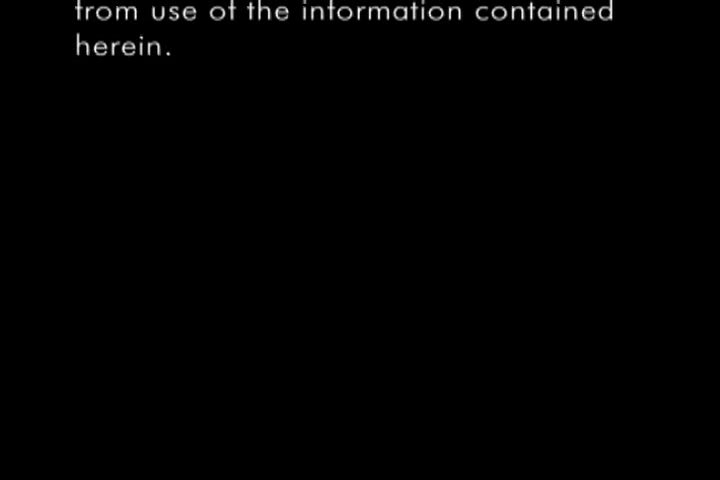 from use of the information contained
herein.